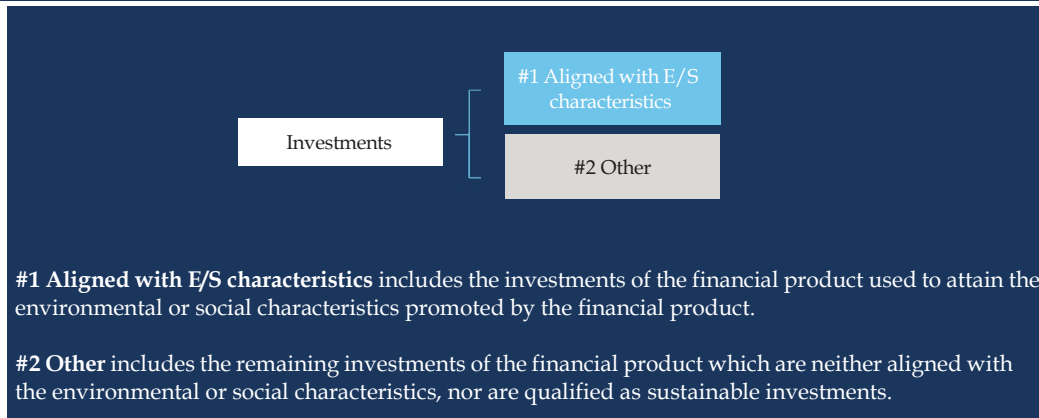 #1 Aligned with E/S
characteristics
Investments
#2 Other
#1 Aligned with E/S characteristics includes the investments of the financial product used to attain the
environmental or social characteristics promoted by the financial product.
#2 Other includes the remaining investments of the financial product which are neither aligned with
the environmental or social characteristics, nor are qualified as sustainable investments.